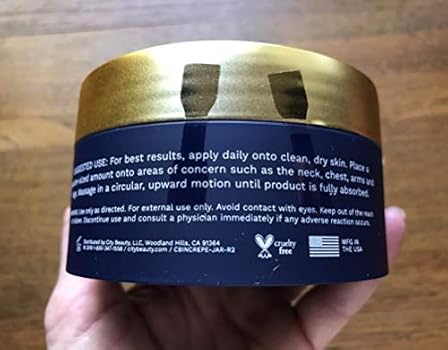 USE: For best results, apply daily onto clean, dry skin. Place a
amount onto areas of concern such as the neck, chest, arms and
Massage in a circular, upward motion until product is fully absorbed.
Use only as directed. For external use only. Avoid contact with eyes. Keep out of the reach
Discontinue use and consult a physician immediately if any adverse reaction occurs.
Distributed by City Beauty, LLC, Woodland Hills, CA 91364
citybeauty.com / CBINCREPE-JAR-R2
cruelty
free
MFG IN
THE USA